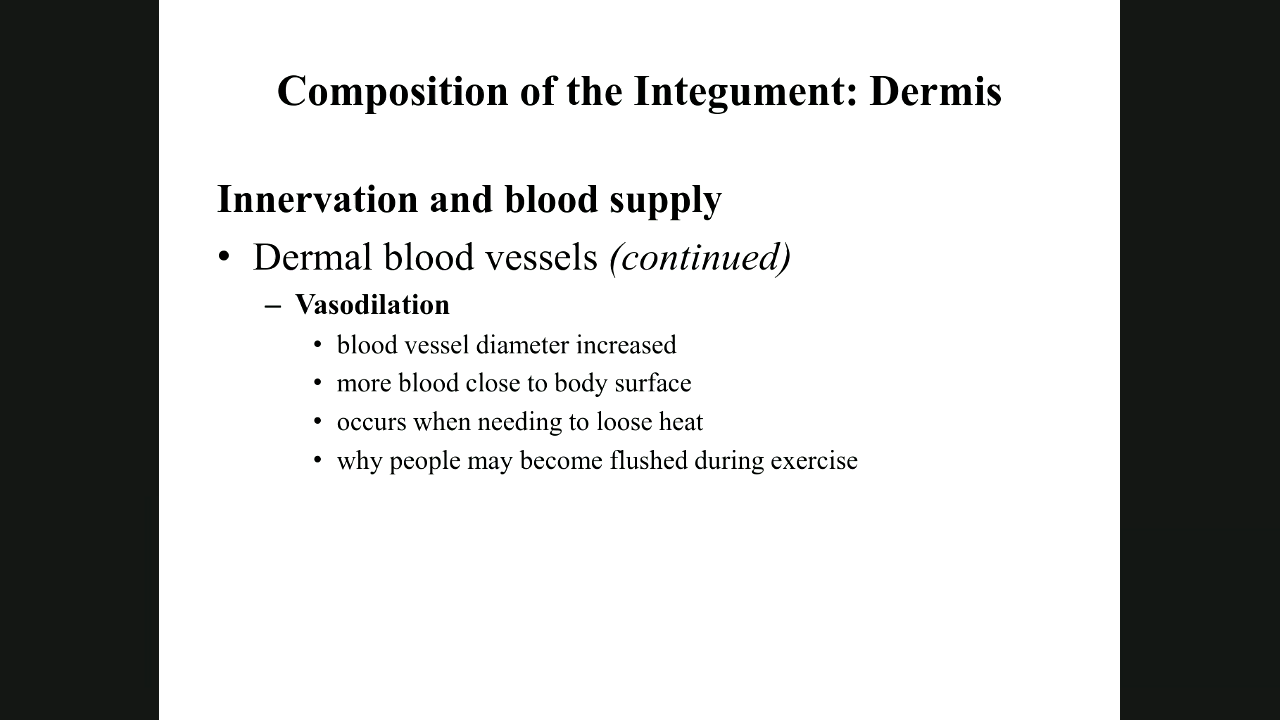 Composition of the Integument: Dermis
Innervation and blood supply
• Dermal blood vessels (continued)
– Vasodilation
• blood vessel diameter increased
• more blood close to body surface
• occurs when needing to loose heat
• why people may become flushed during exercise